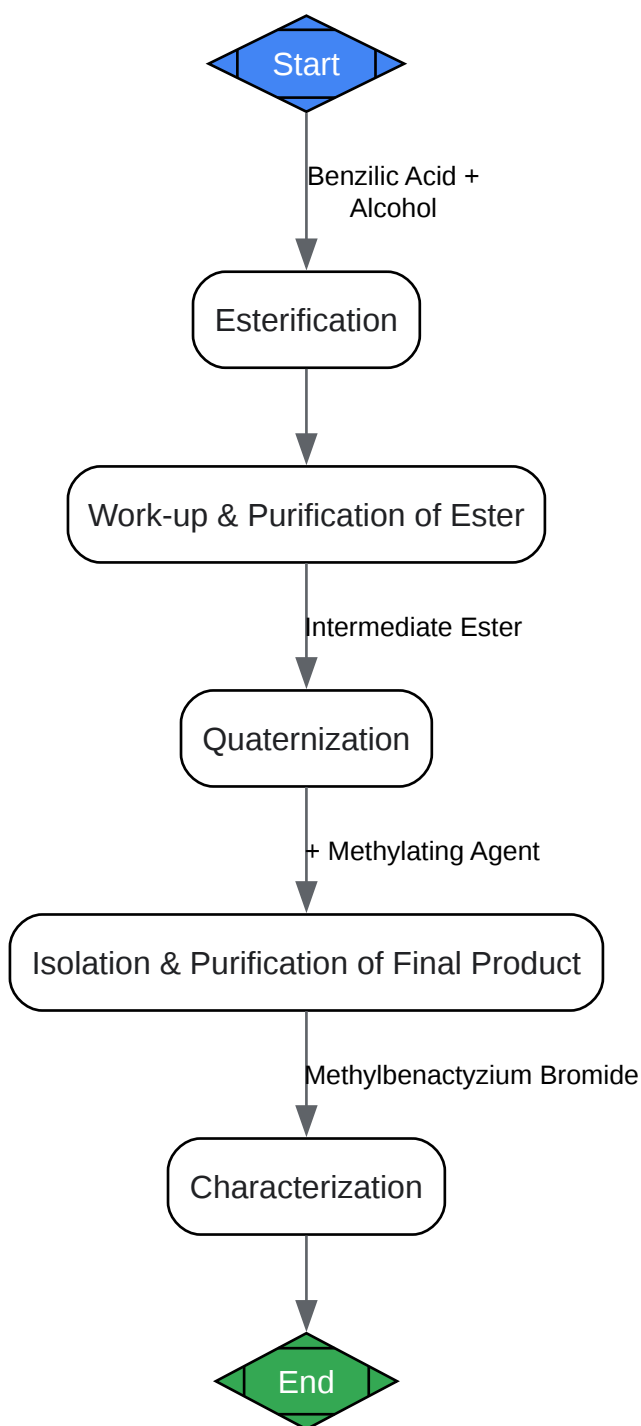 Start
Benzilic Acid +
Alcohol
Esterification
Work-up & Purification of Ester
Intermediate Ester
Quaternization
+ Methylating Agent
Isolation & Purification of Final Product
Methylbenactyzium Bromide
Characterization
End